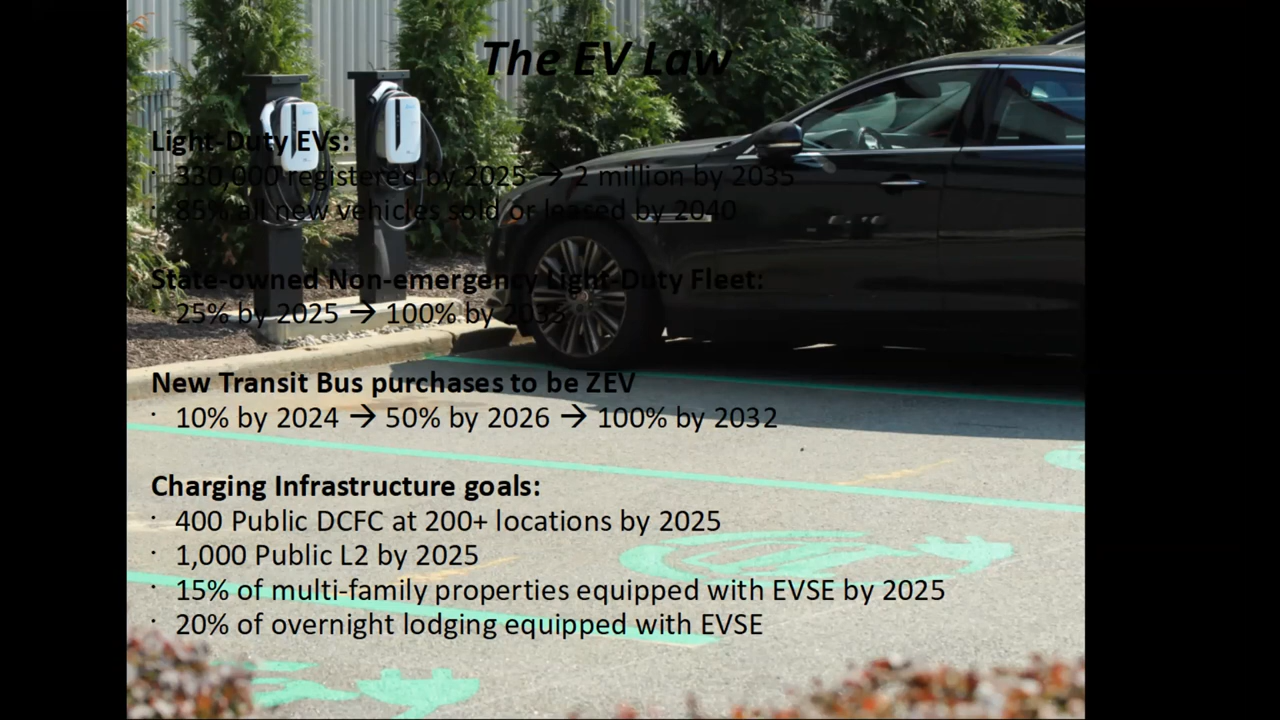 The EV Law
Light-Duty EVs:
· 330,000 registered by 2025 → 2 million by 2035
· 85% all new vehicles sold or leased by 2040
State-owned Non-emergency Light-Duty Fleet:
25% by 2025 → 100% by 2035
New Transit Bus purchases to be ZEV
· 10% by 2024 → 50% by 2026 → 100% by 2032
Charging Infrastructure goals:
· 400 Public DCFC at 200+ locations by 2025
· 1,000 Public L2 by 2025
· 15% of multi-family properties equipped with EVSE by 2025
· 20% of overnight lodging equipped with EVSE